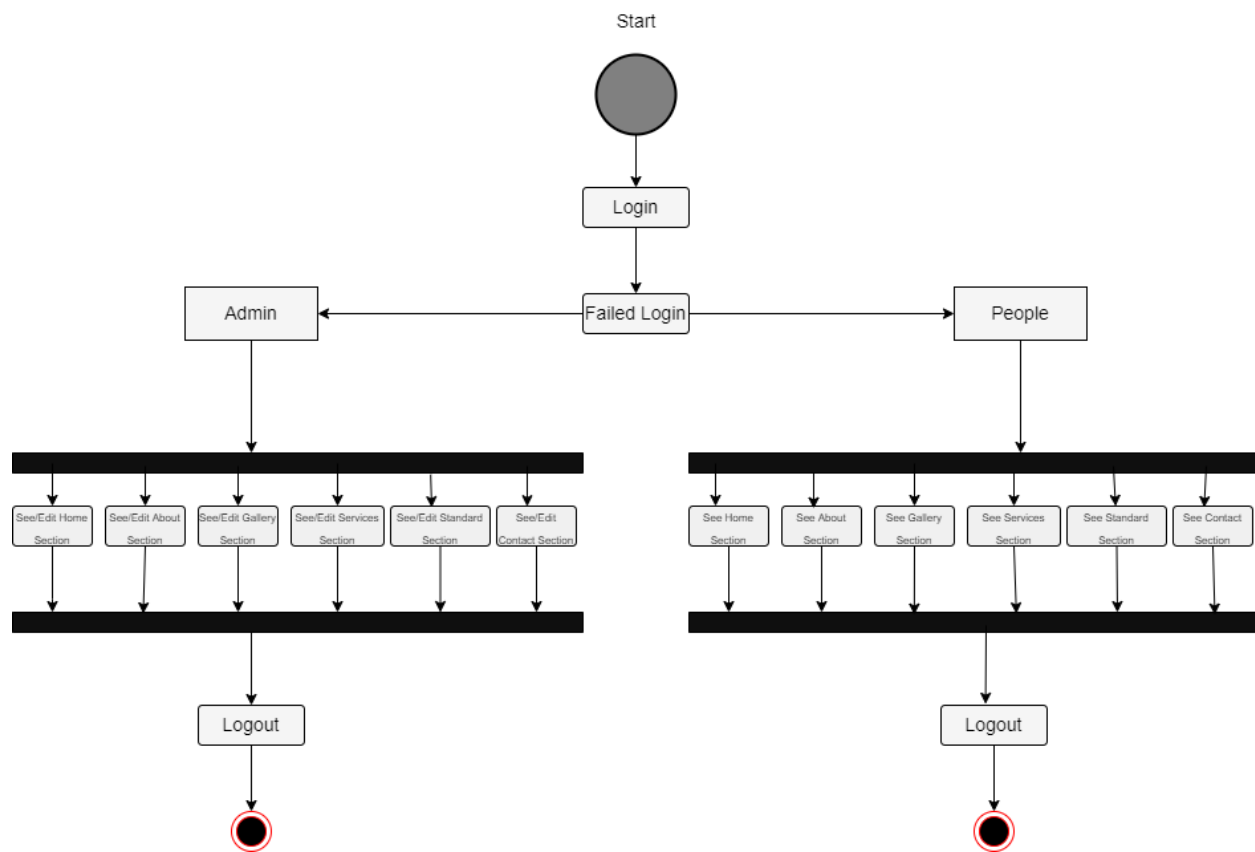 Start
Login
Admin
Failed Login
People
See/Edit Home
Section
See/Edit About
Section
See/Edit Gallery
Section
See/Edit Services
Section
See/Edit Standard
Section
See/Edit
Contact Section
See Home
Section
See About
Section
See Gallery
Section
See Services
Section
See Standard
Section
See Contact
Section
Logout
Logout